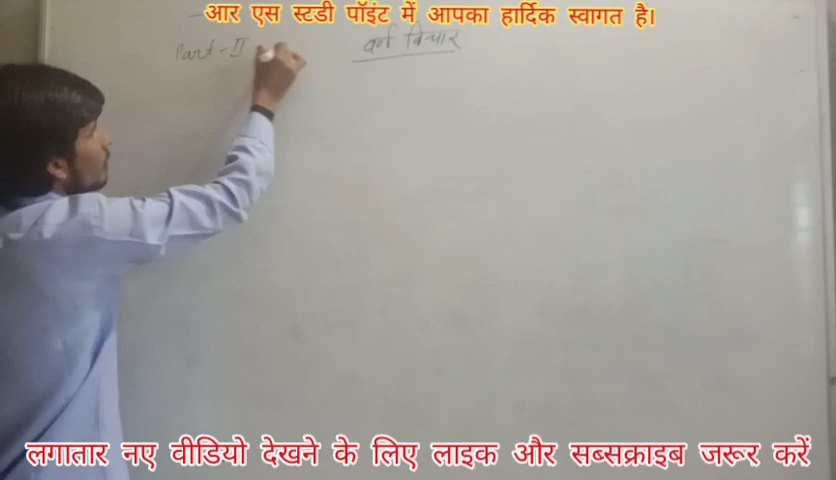 आर एस स्टडी पॉइंट में आपका हार्दिक स्वागत है।
Part-II वर्ण विचार
लगातार नए वीडियो देखने के लिए लाइक और सब्सक्राइब जरूर करें